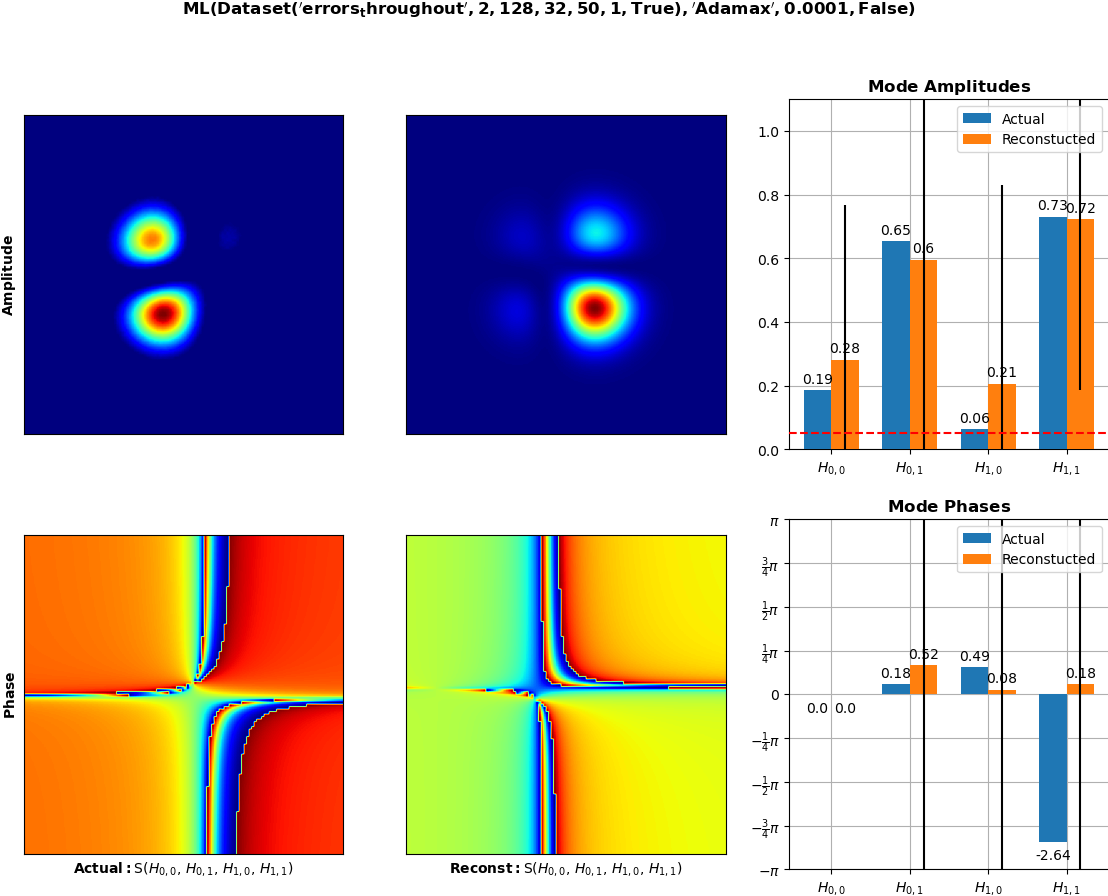 ML(Dataset('errors_throughout', 2, 128, 32, 50, 1, True), 'Adamax', 0.0001, False)
Amplitude
Mode Amplitudes
Actual
Reconstucted
1.0
0.8
0.6
0.4
0.2
0.0
0.19
0.28
0.65
0.6
0.06
0.21
0.73
0.72
H0,0
H0,1
H1,0
H1,1
Phase
Actual: S(H0,0, H0,1, H1,0, H1,1)
Reconst: S(H0,0, H0,1, H1,0, H1,1)
Mode Phases
Actual
Reconstucted
π
3/4π
1/2π
1/4π
0
−1/4π
−1/2π
−3/4π
−π
0.0
0.0
0.18
0.52
0.49
0.08
-2.64
0.18
H0,0
H0,1
H1,0
H1,1